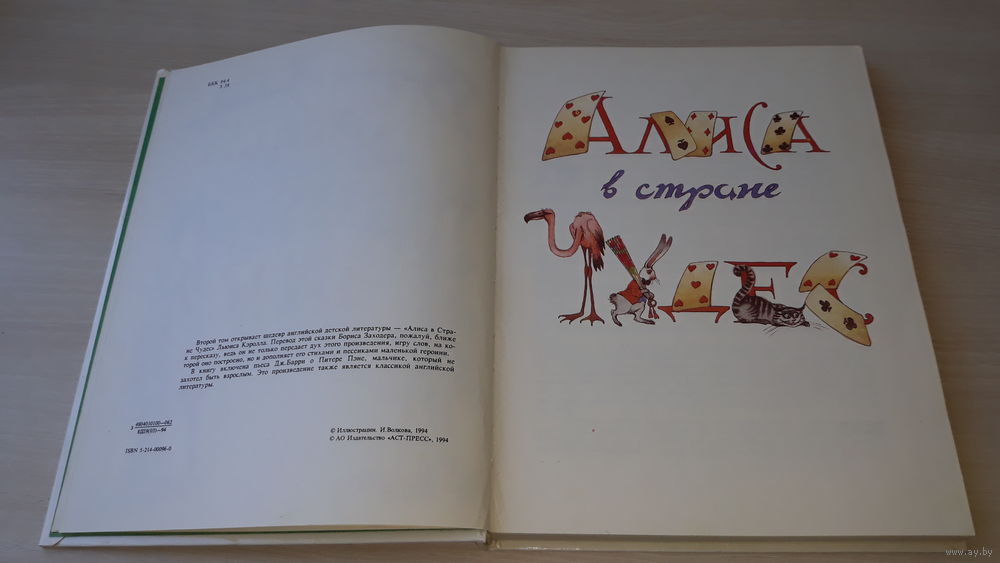 ББК 84.4
З 38
Второй том открывает шедевр английской детской литературы — «Алиса в Стра-
не Чудес» Льюиса Кэролла. Перевод этой сказки Бориса Заходера, пожалуй, ближе
к пересказу, ведь он не только передает дух этого произведения, игру слов, на ко-
торой оно построено, но и дополняет его стихами и песенками маленькой героини.
В книгу включена пьеса Дж.Барри о Питере Пэне, мальчике, который не
захотел быть взрослым. Это произведение также является классикой английской
литературы.
ISBN 5-214-00096-0
© Иллюстрации. И.Волкова, 1994
© АО Издательство «АСТ-ПРЕСС», 1994
Алиса
в стране
Чудес
www.ay.by